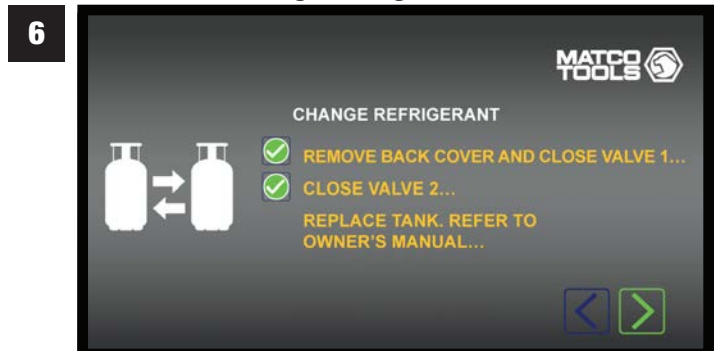 6
MATCO
TOOLS
CHANGE REFRIGERANT
REMOVE BACK COVER AND CLOSE VALVE 1...
CLOSE VALVE 2...
REPLACE TANK. REFER TO
OWNER'S MANUAL...